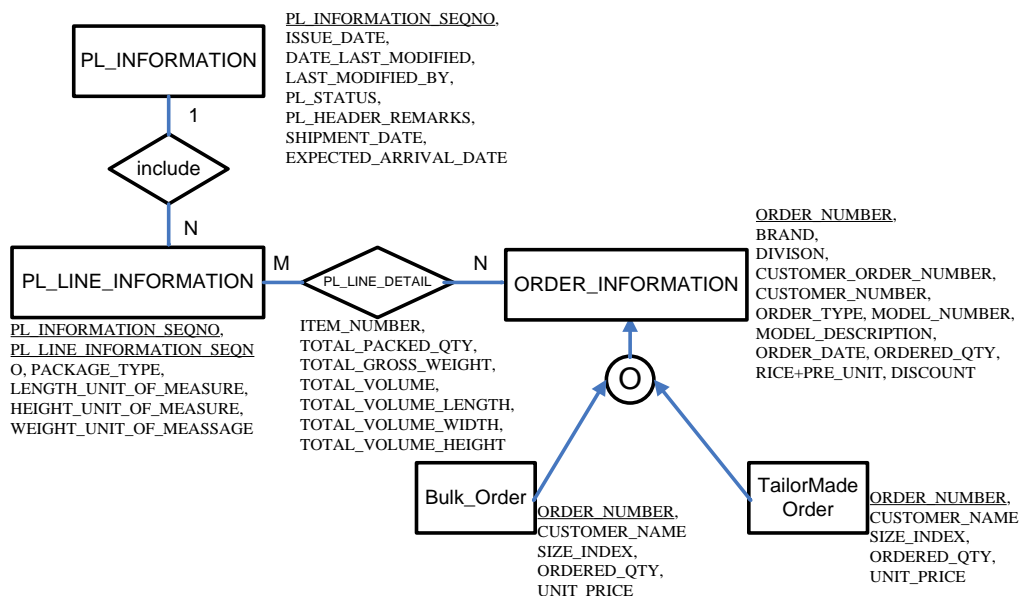 PL_INFORMATION
PL_INFORMATION_SEQNO,
ISSUE_DATE,
DATE_LAST_MODIFIED,
LAST_MODIFIED_BY,
PL_STATUS,
PL_HEADER_REMARKS,
SHIPMENT_DATE,
EXPECTED_ARRIVAL_DATE
1
include
N
PL_LINE_INFORMATION
PL_INFORMATION_SEQNO,
PL_LINE_INFORMATION_SEQN
O, PACKAGE_TYPE,
LENGTH_UNIT_OF_MEASURE,
HEIGHT_UNIT_OF_MEASURE,
WEIGHT_UNIT_OF_MEASSAGE
M
PL_LINE_DETAIL
N
ITEM_NUMBER,
TOTAL_PACKED_QTY,
TOTAL_GROSS_WEIGHT,
TOTAL_VOLUME,
TOTAL_VOLUME_LENGTH,
TOTAL_VOLUME_WIDTH,
TOTAL_VOLUME_HEIGHT
ORDER_INFORMATION
ORDER_NUMBER,
BRAND,
DIVISON,
CUSTOMER_ORDER_NUMBER,
CUSTOMER_NUMBER,
ORDER_TYPE, MODEL_NUMBER,
MODEL_DESCRIPTION,
ORDER_DATE, ORDERED_QTY,
RICE+PRE_UNIT, DISCOUNT
O
Bulk_Order
ORDER_NUMBER,
CUSTOMER_NAME
SIZE_INDEX,
ORDERED_QTY,
UNIT_PRICE
TailorMade
Order
ORDER_NUMBER,
CUSTOMER_NAME
SIZE_INDEX,
ORDERED_QTY,
UNIT_PRICE